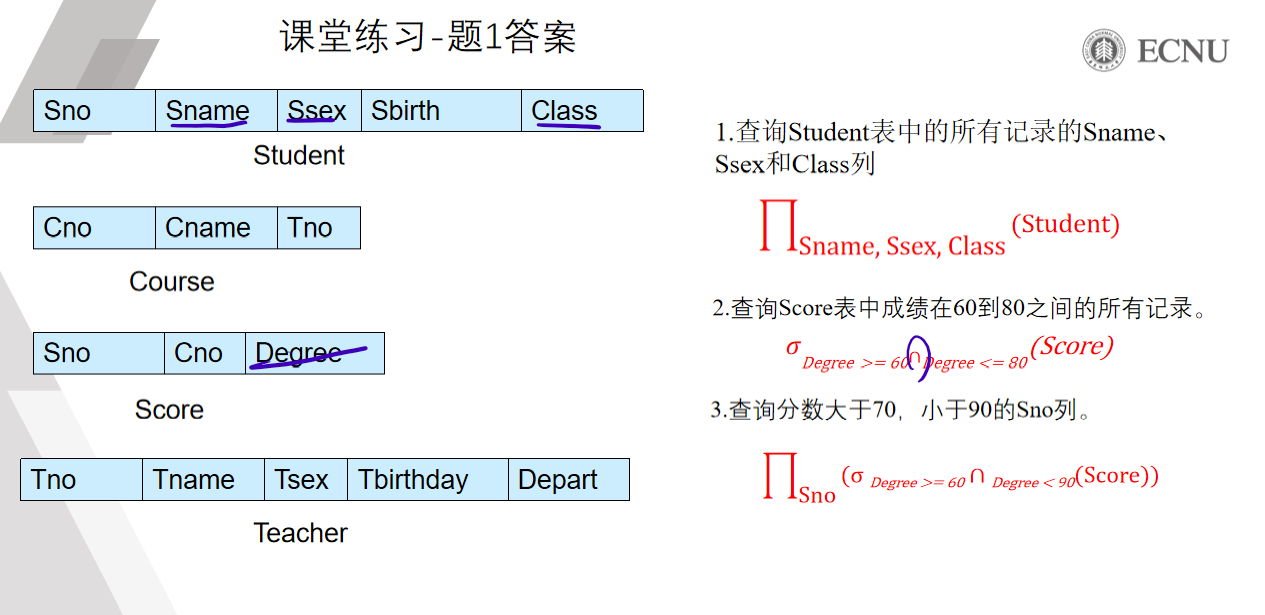 课堂练习-题1答案
ECNU
Sno Sname Ssex Sbirth Class
Student
Cno Cname Tno
Course
Sno Cno Degree
Score
Tno Tname Tsex Tbirthday Depart
Teacher
1.查询Student表中的所有记录的Sname、
Ssex和Class列
∏Sname, Ssex, Class (Student)
2.查询Score表中成绩在60到80之间的所有记录。
σ Degree >= 60∩Degree <= 80(Score)
3.查询分数大于70，小于90的Sno列。
∏Sno (σ Degree >= 60 ∩ Degree < 90(Score))